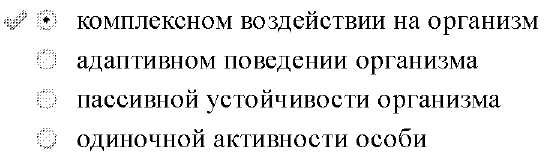 комплексном воздействии на организм
адаптивном поведении организма
пассивной устойчивости организма
одиночной активности особи